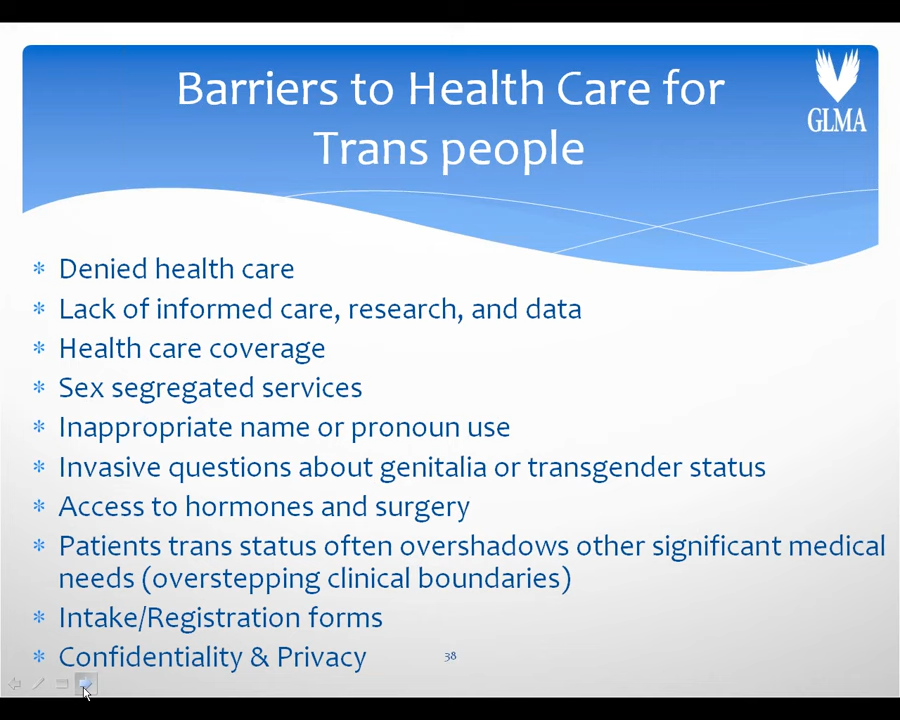 Barriers to Health Care for
Trans people
GLMA
* Denied health care
* Lack of informed care, research, and data
* Health care coverage
* Sex segregated services
* Inappropriate name or pronoun use
* Invasive questions about genitalia or transgender status
* Access to hormones and surgery
* Patients trans status often overshadows other significant medical
needs (overstepping clinical boundaries)
* Intake/Registration forms
* Confidentiality & Privacy
38